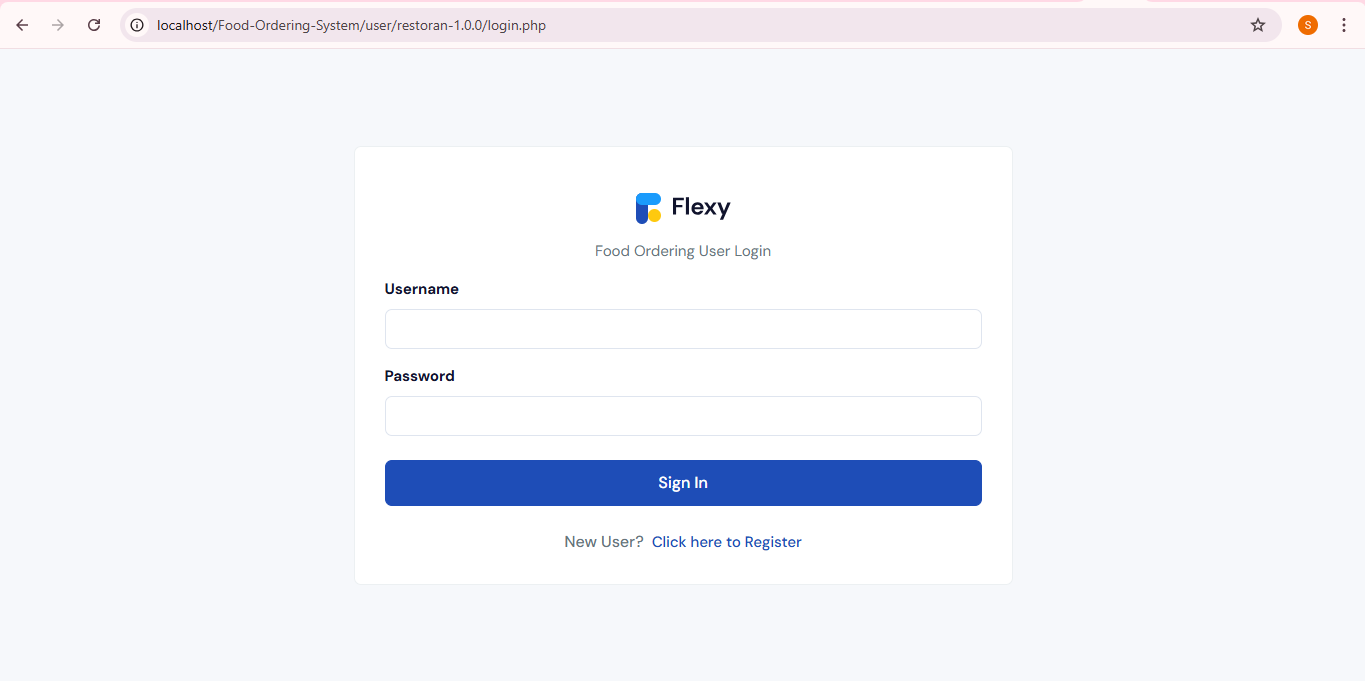 localhost/Food-Ordering-System/user/restoran-1.0.0/login.php
S
Flexy
Food Ordering User Login
Username
Password
Sign In
New User? Click here to Register